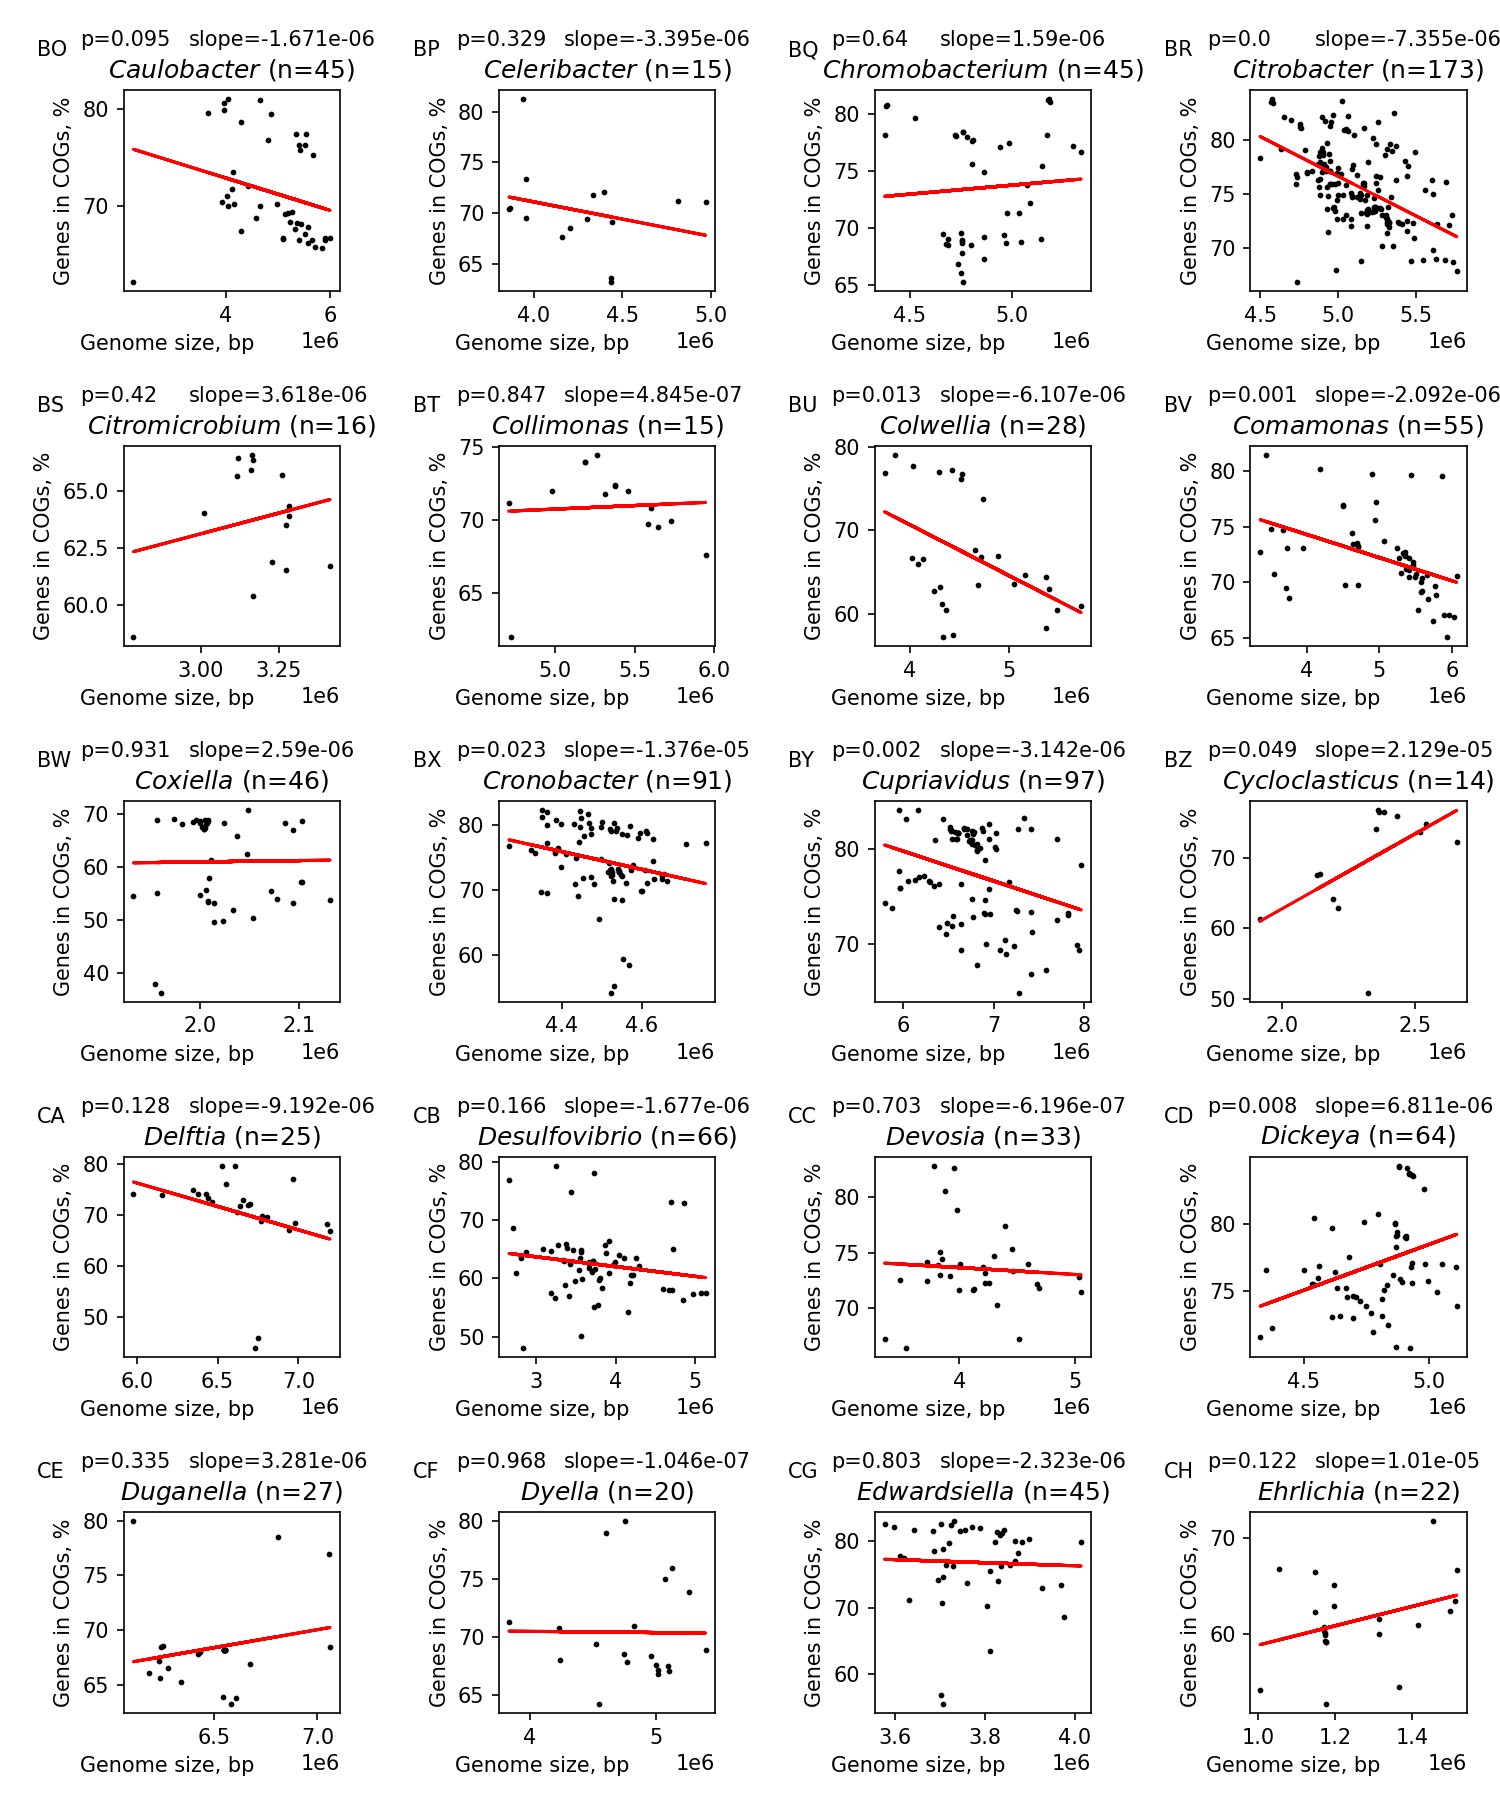 BO p=0.095 slope=-1.671e-06
Caulobacter (n=45)
Genes in COGs, %
80
70
4
6
Genome size, bp 1e6
BP p=0.329 slope=-3.395e-06
Celeribacter (n=15)
Genes in COGs, %
80
75
70
65
4.0
4.5
5.0
Genome size, bp 1e6
BQ p=0.64 slope=1.59e-06
Chromobacterium (n=45)
Genes in COGs, %
80
75
70
65
4.5
5.0
Genome size, bp 1e6
BR p=0.0 slope=-7.355e-06
Citrobacter (n=173)
Genes in COGs, %
80
75
70
4.5
5.0
5.5
Genome size, bp 1e6
BS p=0.42 slope=3.618e-06
Citromicrobium (n=16)
Genes in COGs, %
65.0
62.5
60.0
3.00
3.25
Genome size, bp 1e6
BT p=0.847 slope=4.845e-07
Collimonas (n=15)
Genes in COGs, %
75
70
65
5.0
5.5
6.0
Genome size, bp 1e6
BU p=0.013 slope=-6.107e-06
Colwellia (n=28)
Genes in COGs, %
80
70
60
4
5
Genome size, bp 1e6
BV p=0.001 slope=-2.092e-06
Comamonas (n=55)
Genes in COGs, %
80
75
70
65
4
5
6
Genome size, bp 1e6
BW p=0.931 slope=2.59e-06
Coxiella (n=46)
Genes in COGs, %
70
60
50
40
2.0
2.1
Genome size, bp 1e6
BX p=0.023 slope=-1.376e-05
Cronobacter (n=91)
Genes in COGs, %
80
70
60
4.4
4.6
Genome size, bp 1e6
BY p=0.002 slope=-3.142e-06
Cupriavidus (n=97)
Genes in COGs, %
80
70
6
7
8
Genome size, bp 1e6
BZ p=0.049 slope=2.129e-05
Cycloclasticus (n=14)
Genes in COGs, %
70
60
50
2.0
2.5
Genome size, bp 1e6
CA p=0.128 slope=-9.192e-06
Delftia (n=25)
Genes in COGs, %
80
70
60
50
6.0
6.5
7.0
Genome size, bp 1e6
CB p=0.166 slope=-1.677e-06
Desulfovibrio (n=66)
Genes in COGs, %
80
70
60
50
3
4
5
Genome size, bp 1e6
CC p=0.703 slope=-6.196e-07
Devosia (n=33)
Genes in COGs, %
80
75
70
4
5
Genome size, bp 1e6
CD p=0.008 slope=6.811e-06
Dickeya (n=64)
Genes in COGs, %
80
75
4.5
5.0
Genome size, bp 1e6
CE p=0.335 slope=3.281e-06
Duganella (n=27)
Genes in COGs, %
80
75
70
65
6.5
7.0
Genome size, bp 1e6
CF p=0.968 slope=-1.046e-07
Dyella (n=20)
Genes in COGs, %
80
75
70
65
4
5
Genome size, bp 1e6
CG p=0.803 slope=-2.323e-06
Edwardsiella (n=45)
Genes in COGs, %
80
70
60
3.6
3.8
4.0
Genome size, bp 1e6
CH p=0.122 slope=1.01e-05
Ehrlichia (n=22)
Genes in COGs, %
70
60
1.0
1.2
1.4
Genome size, bp 1e6